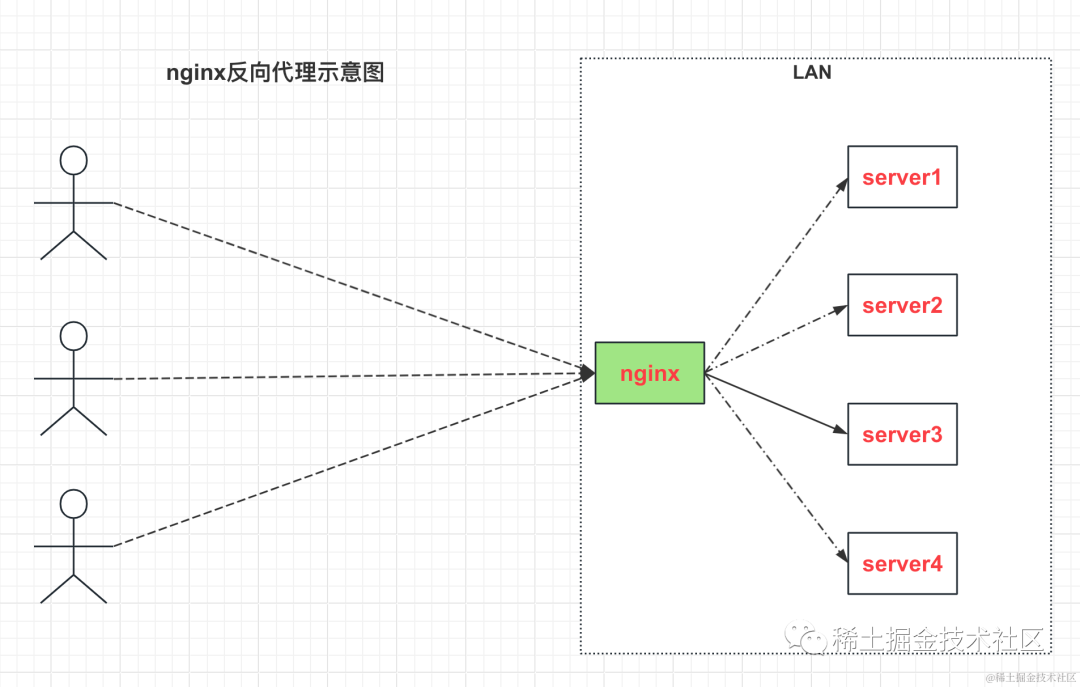 nginx反向代理示意图
LAN
server1
server2
nginx
server3
server4
稀土掘金技术社区
@稀土掘金技术社区